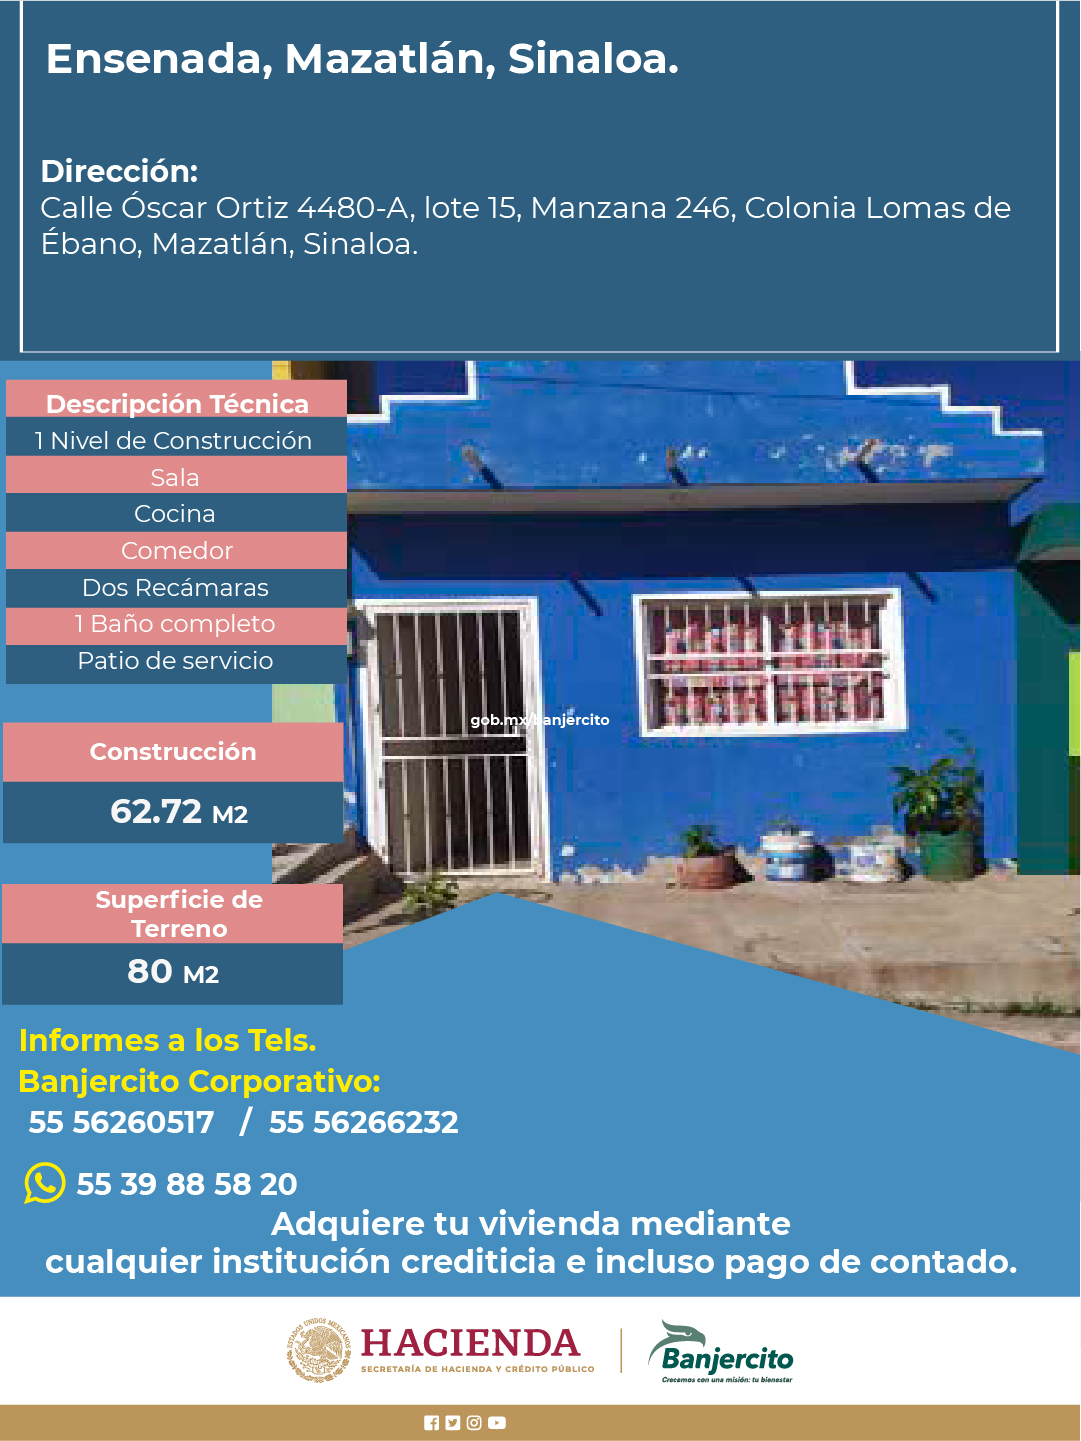 Ensenada, Mazatlán, Sinaloa.
Dirección:
Calle Óscar Ortiz 4480-A, lote 15, Manzana 246, Colonia Lomas de
Ébano, Mazatlán, Sinaloa.
Descripción Técnica
1 Nivel de Construcción
Sala
Cocina
Comedor
Dos Recámaras
1 Baño completo
Patio de servicio
gob.mx/banjercito
Construcción
62.72 M2
Superficie de
Terreno
80 M2
Informes a los Tels.
Banjercito Corporativo:
55 56260517 / 55 56266232
55 39 88 58 20
Adquiere tu vivienda mediante
cualquier institución crediticia e incluso pago de contado.
ESTADOS UNIDOS MEXICANOS
HACIENDA
SECRETARÍA DE HACIENDA Y CRÉDITO PÚBLICO
Banjercito
Crecemos con una misión: tu bienestar